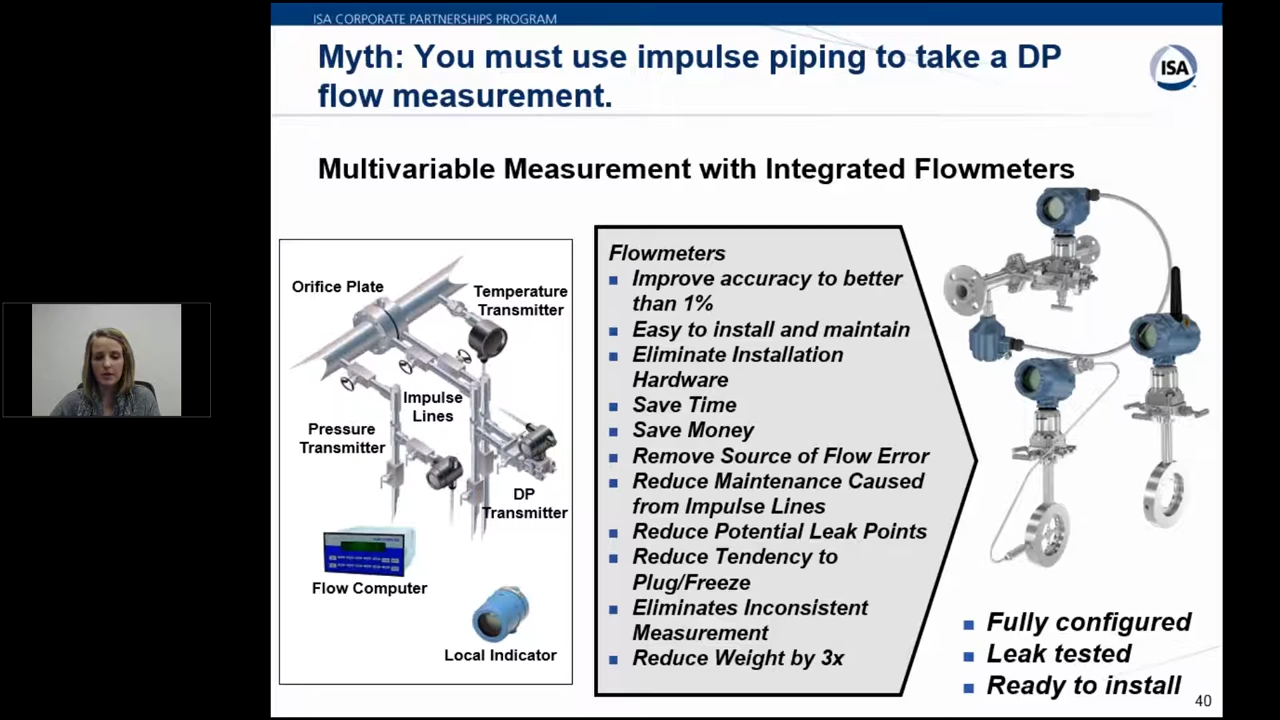 ISA CORPORATE PARTNERSHIPS PROGRAM
Myth: You must use impulse piping to take a DP
flow measurement.
ISA
Multivariable Measurement with Integrated Flowmeters
Orifice Plate
Temperature
Transmitter
Impulse
Lines
Pressure
Transmitter
DP
Transmitter
Flow Computer
Local Indicator
Flowmeters
Improve accuracy to better
than 1%
Easy to install and maintain
Eliminate Installation
Hardware
Save Time
Save Money
Remove Source of Flow Error
Reduce Maintenance Caused
from Impulse Lines
Reduce Potential Leak Points
Reduce Tendency to
Plug/Freeze
Eliminates Inconsistent
Measurement
Reduce Weight by 3x
Fully configured
Leak tested
Ready to install
40